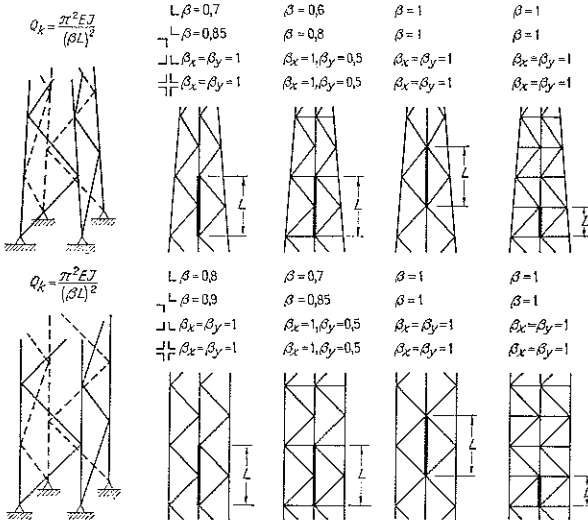 Qk = π²EJ / (βL)²
β=0,7 β=0,6 β=1 β=1
β=0,85 β=0,8 β=1 β=1
βx=βy=1 βx=1,βy=0,5 βx=βy=1 βx=βy=1
βx=βy=1 βx=1,βy=0,5 βx=βy=1 βx=βy=1
L L L L
Qk = π²EJ / (βL)²
β=0,8 β=0,7 β=1 β=1
β=0,9 β=0,85 β=1 β=1
βx=βy=1 βx=1,βy=0,5 βx=βy=1 βx=βy=1
βx=βy=1 βx=1,βy=0,5 βx=βy=1 βx=βy=1
L L L L